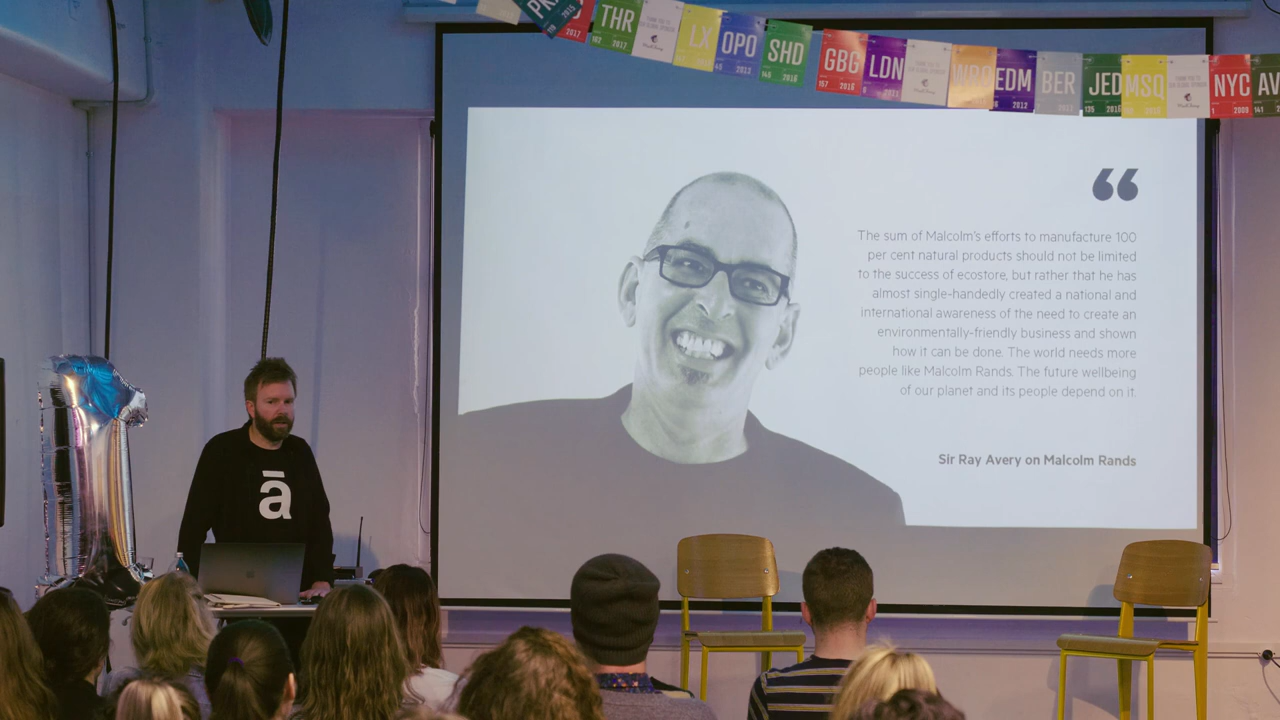 THR
LX
OPO
SHD
GBG
LDN
EDM
BER
JED
MSQ
NYC
AV
“
The sum of Malcolm's efforts to manufacture 100
per cent natural products should not be limited
to the success of ecostore, but rather that he has
almost single-handedly created a national and
international awareness of the need to create an
environmentally-friendly business and shown
how it can be done. The world needs more
people like Malcolm Rands. The future wellbeing
of our planet and its people depend on it.
Sir Ray Avery on Malcolm Rands
ā